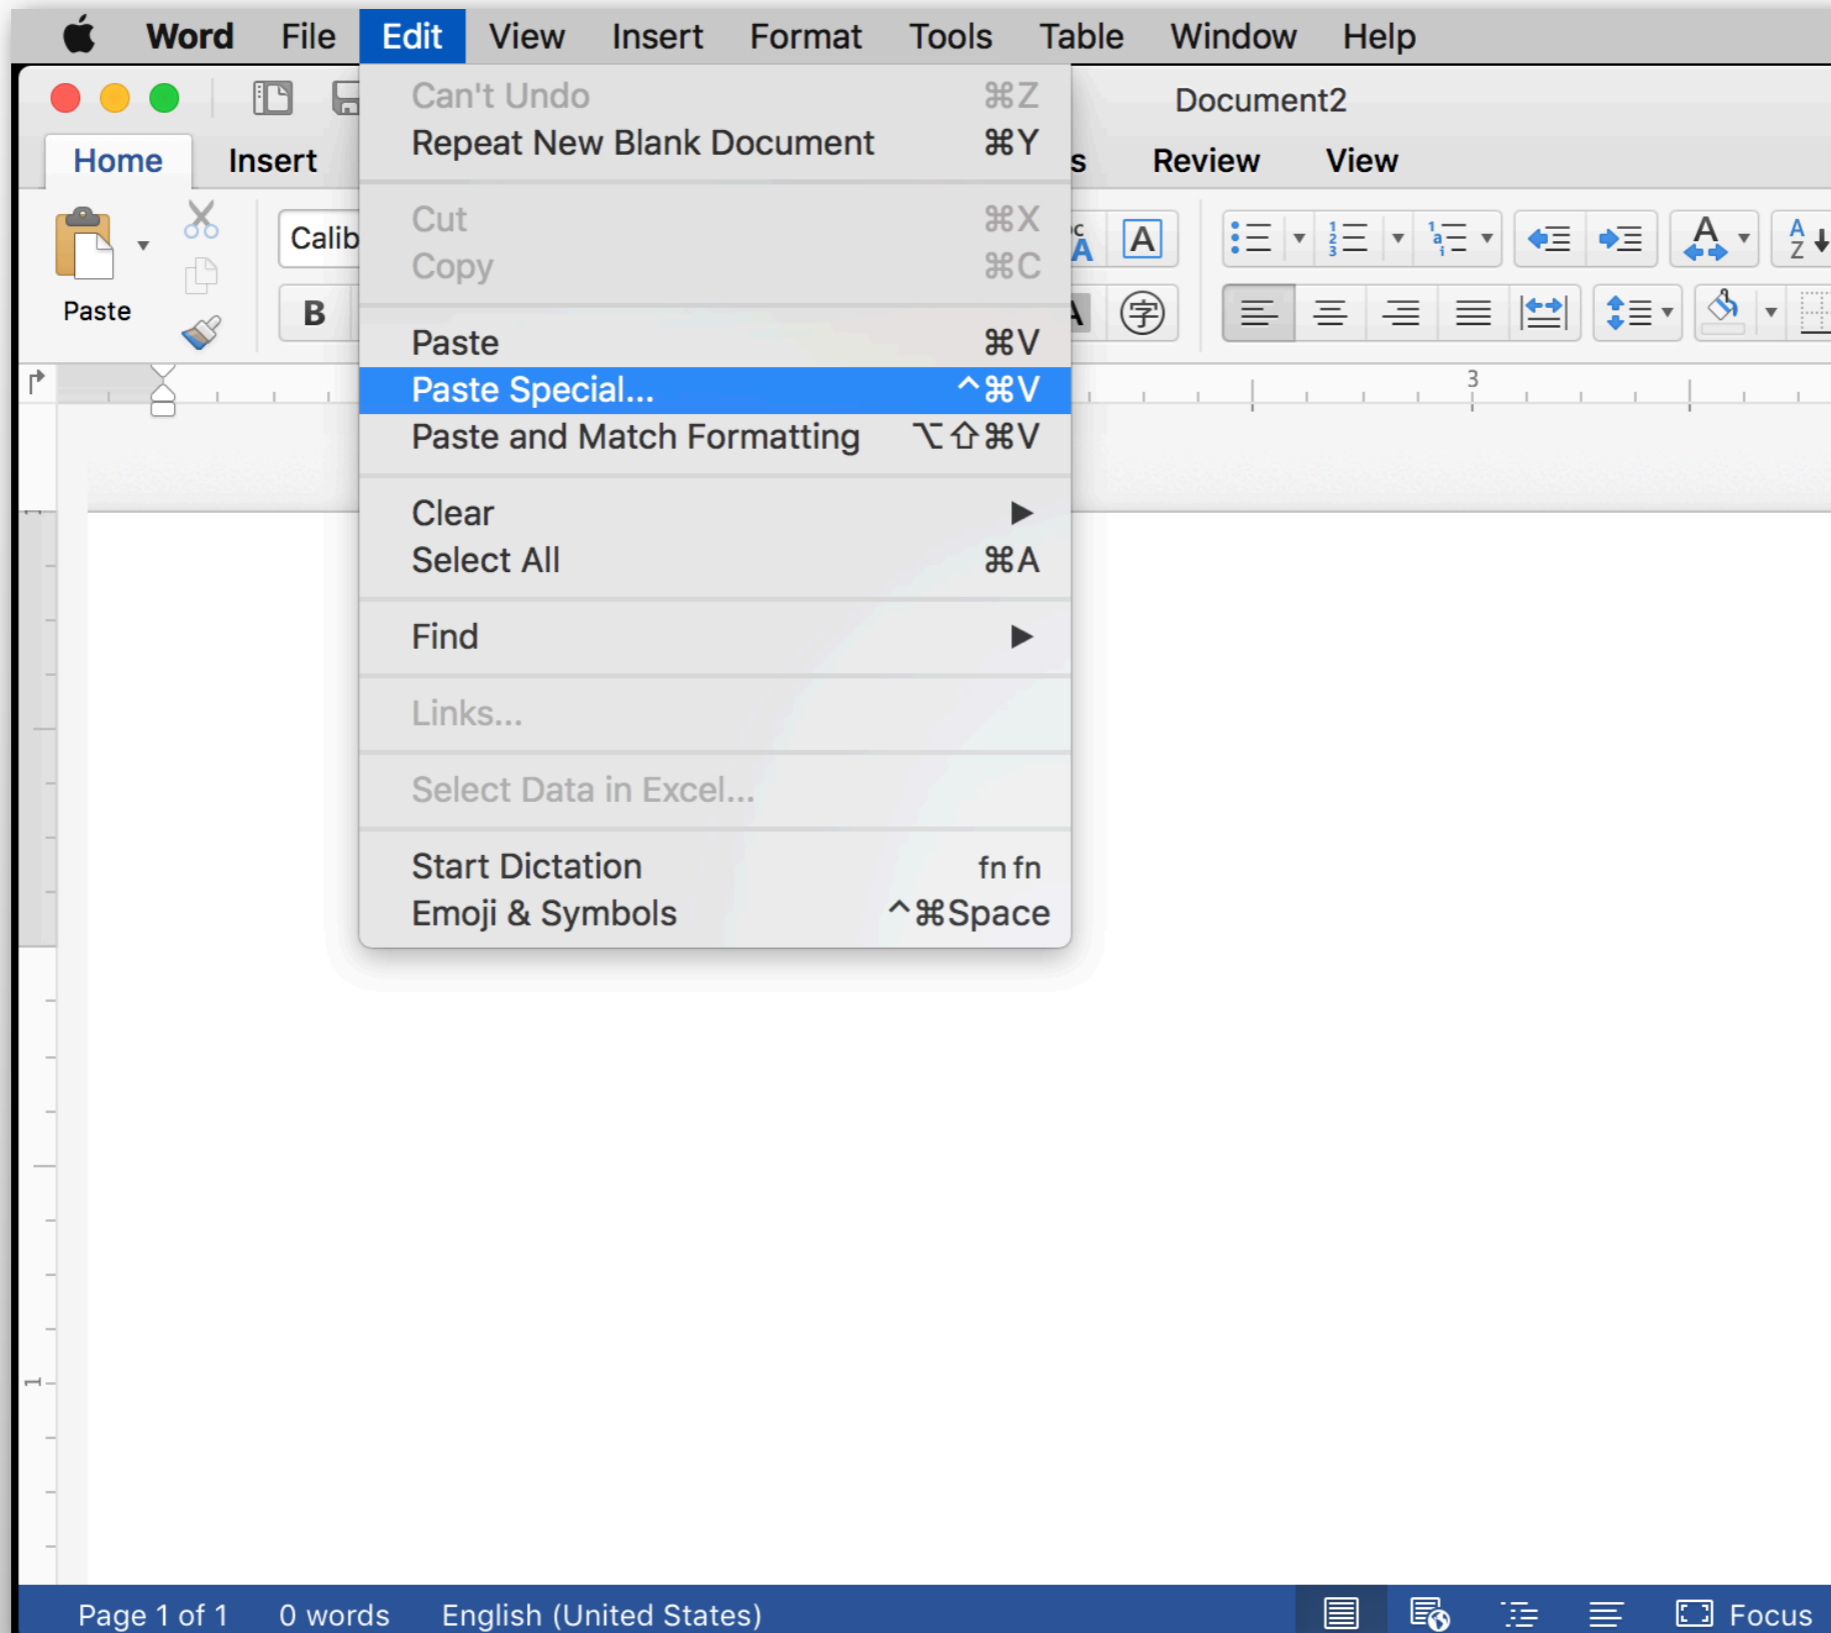 Word File Edit View Insert Format Tools Table Window Help
Document2
Home Insert Review View
Paste
Calib
B
Can't Undo ⌘Z
Repeat New Blank Document ⌘Y
Cut ⌘X
Copy ⌘C
Paste ⌘V
Paste Special... ^⌘V
Paste and Match Formatting ⌥⇧⌘V
Clear ▶
Select All ⌘A
Find ▶
Links...
Select Data in Excel...
Start Dictation fn fn
Emoji & Symbols ^⌘Space
A 字
3
1
Page 1 of 1 0 words English (United States) Focus